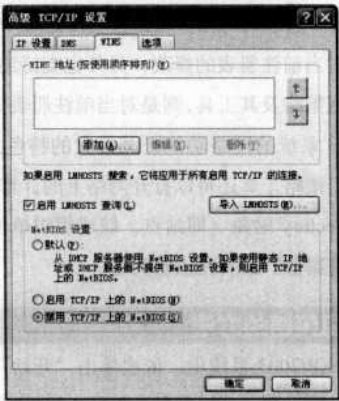 高级 TCP/IP 设置
IP 设置 DNS WINS 选项
WINS 地址(按使用顺序排列)(W):
添加(A)... 编辑(E)... 删除(V)
如果启用 LMHOSTS 搜索，它将应用于所有启用 TCP/IP 的连接。
启用 LMHOSTS 查询(L) 导入 LMHOSTS(M)...
NetBIOS 设置
默认(F):
从 DHCP 服务器使用 NetBIOS 设置。如果使用静态 IP 地
址或 DHCP 服务器不提供 NetBIOS 设置，则启用 TCP/IP
上的 NetBIOS。
启用 TCP/IP 上的 NetBIOS(N)
禁用 TCP/IP 上的 NetBIOS(S)
确定 取消